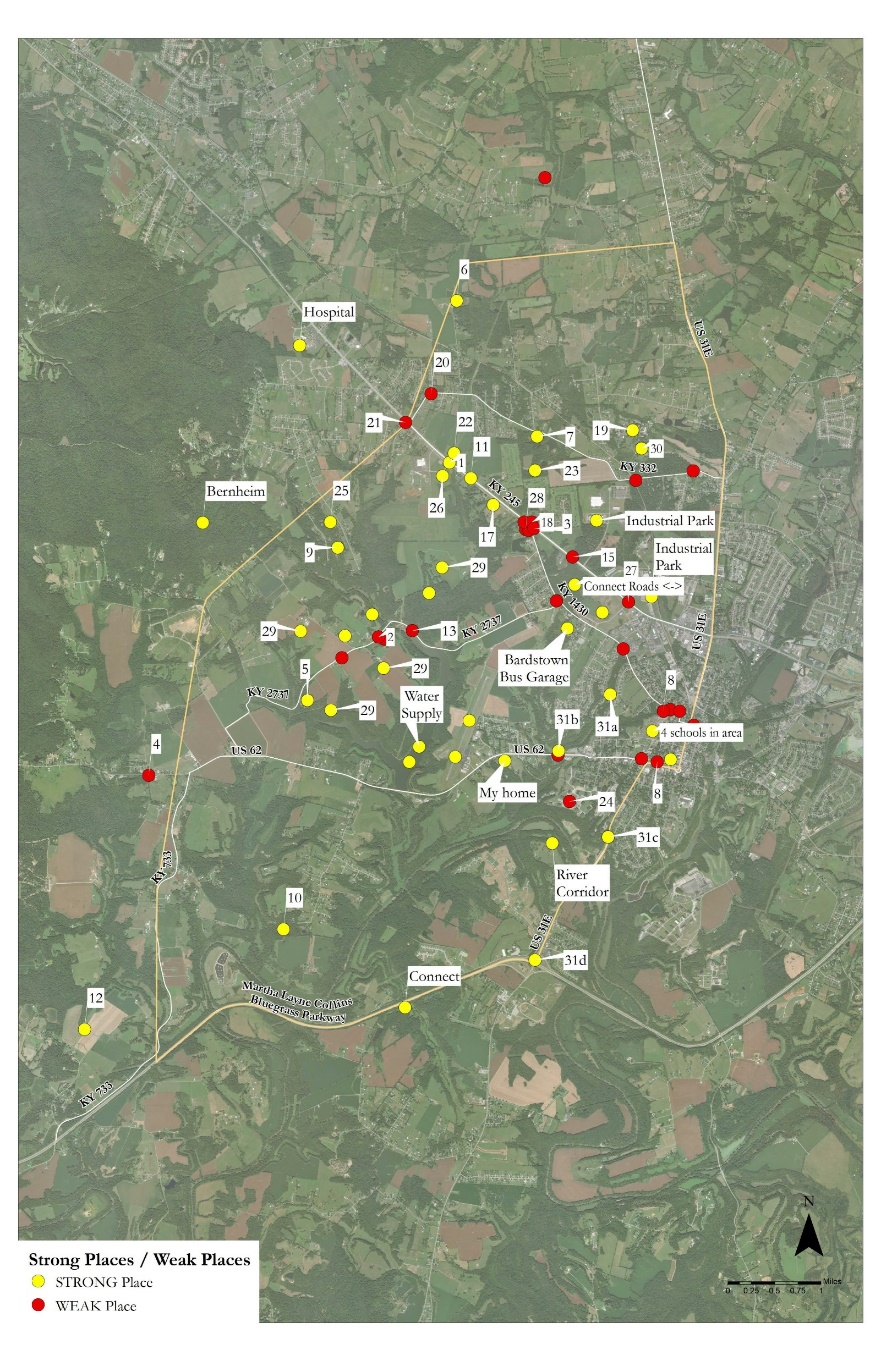 6
US 31E
Hospital
20
21
22
11
1
7
19
30
23
KY 332
26
KY 245
28
Bernheim
25
17
18
3
Industrial Park
9
15
Industrial
Park
29
27
Connect Roads <->
KY 1430
29
2
13
KY 2737
US 31E
Bardstown
Bus Garage
5
29
KY 2737
29
Water
Supply
8
31a
31b
4 schools in area
4
US 62
US 62
My home
8
24
31c
KY 733
River
Corridor
10
US 31E
31d
Connect
12
Martha Layne Collins
Bluegrass Parkway
KY 733
N
Strong Places / Weak Places
STRONG Place
WEAK Place
Miles
0 0.25 0.5 0.75 1